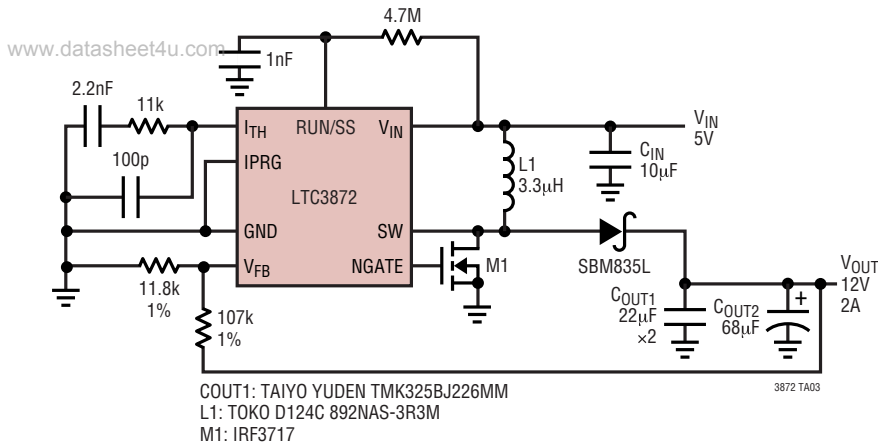 4.7M
www.datasheet4u.com
1nF
2.2nF
11k
100p
ITH
RUN/SS
VIN
IPRG
LTC3872
GND
SW
VFB
NGATE
VIN
5V
CIN
10µF
L1
3.3µH
M1
SBM835L
11.8k
1%
107k
1%
VOUT
12V
2A
COUT1
22µF
×2
COUT2
68µF
+
COUT1: TAIYO YUDEN TMK325BJ226MM
L1: TOKO D124C 892NAS-3R3M
M1: IRF3717
3872 TA03